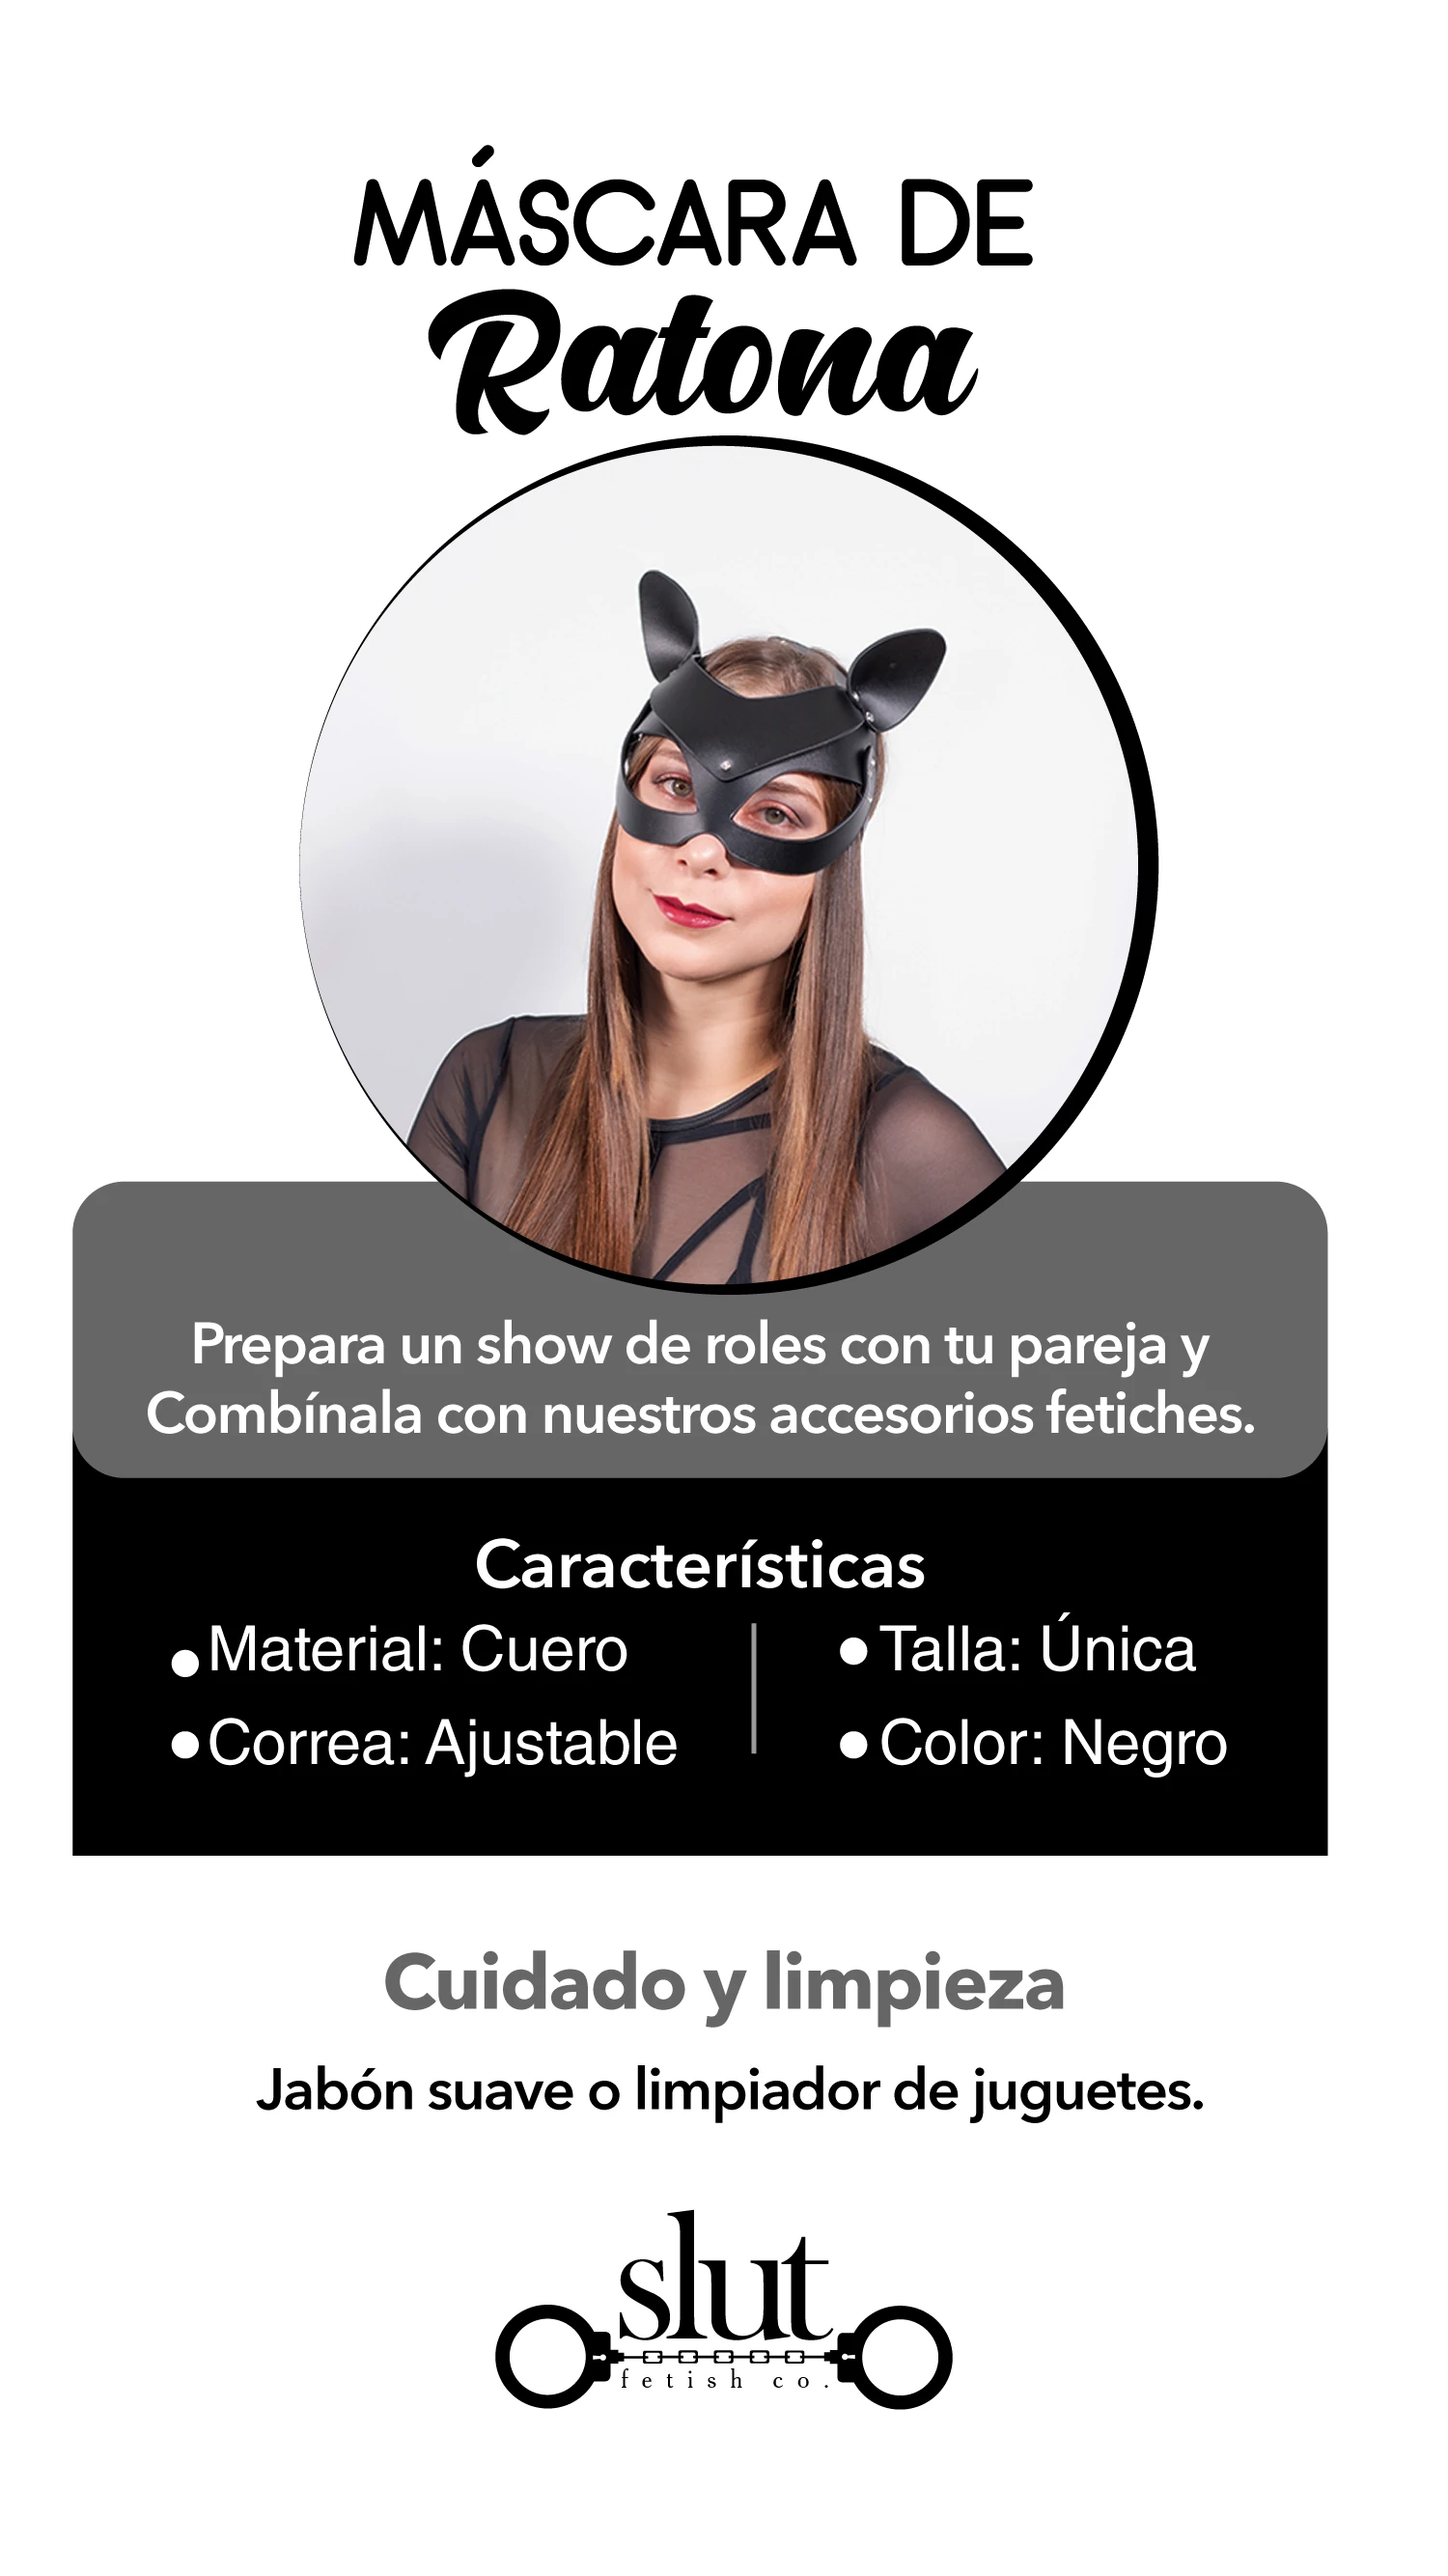 MÁSCARA DE
Ratona
Prepara un show de roles con tu pareja y
Combínala con nuestros accesorios fetiches.
Características
● Material: Cuero
● Correa: Ajustable
● Talla: Única
● Color: Negro
Cuidado y limpieza
Jabón suave o limpiador de juguetes.
slut
fetish co.